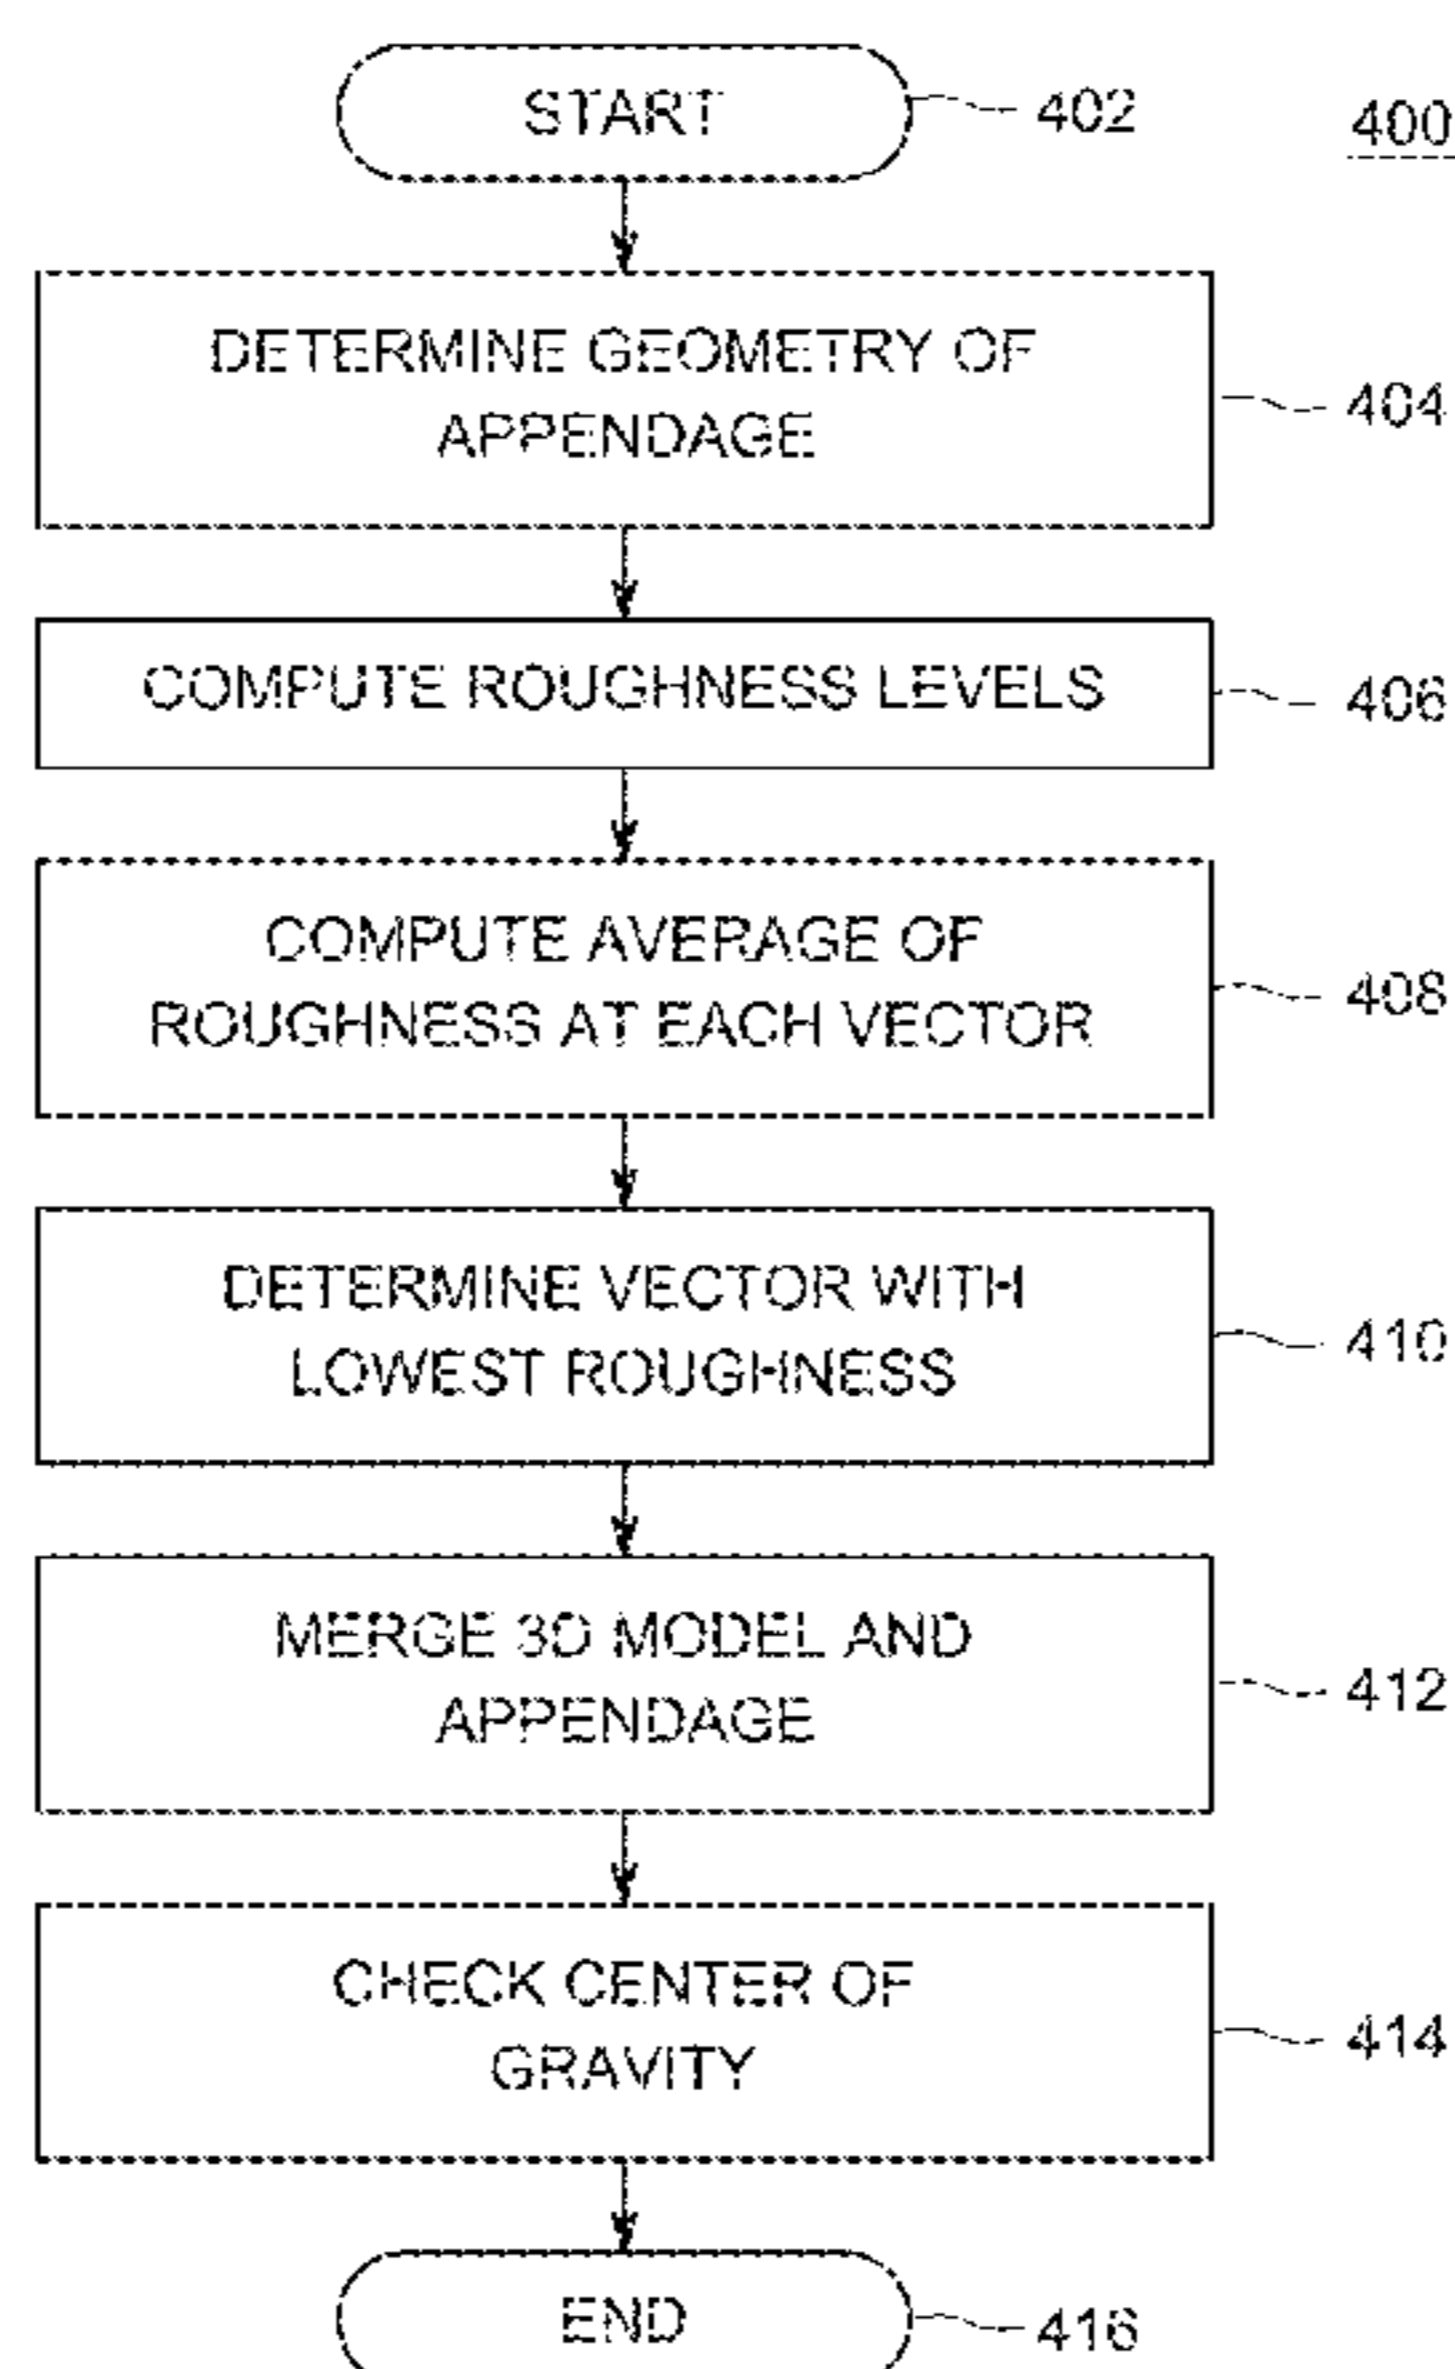 START
402
400
DETERMINE GEOMETRY OF
APPENDAGE
404
COMPUTE ROUGHNESS LEVELS
406
COMPUTE AVERAGE OF
ROUGHNESS AT EACH VECTOR
408
DETERMINE VECTOR WITH
LOWEST ROUGHNESS
410
MERGE 3D MODEL AND
APPENDAGE
412
CHECK CENTER OF
GRAVITY
414
END
416